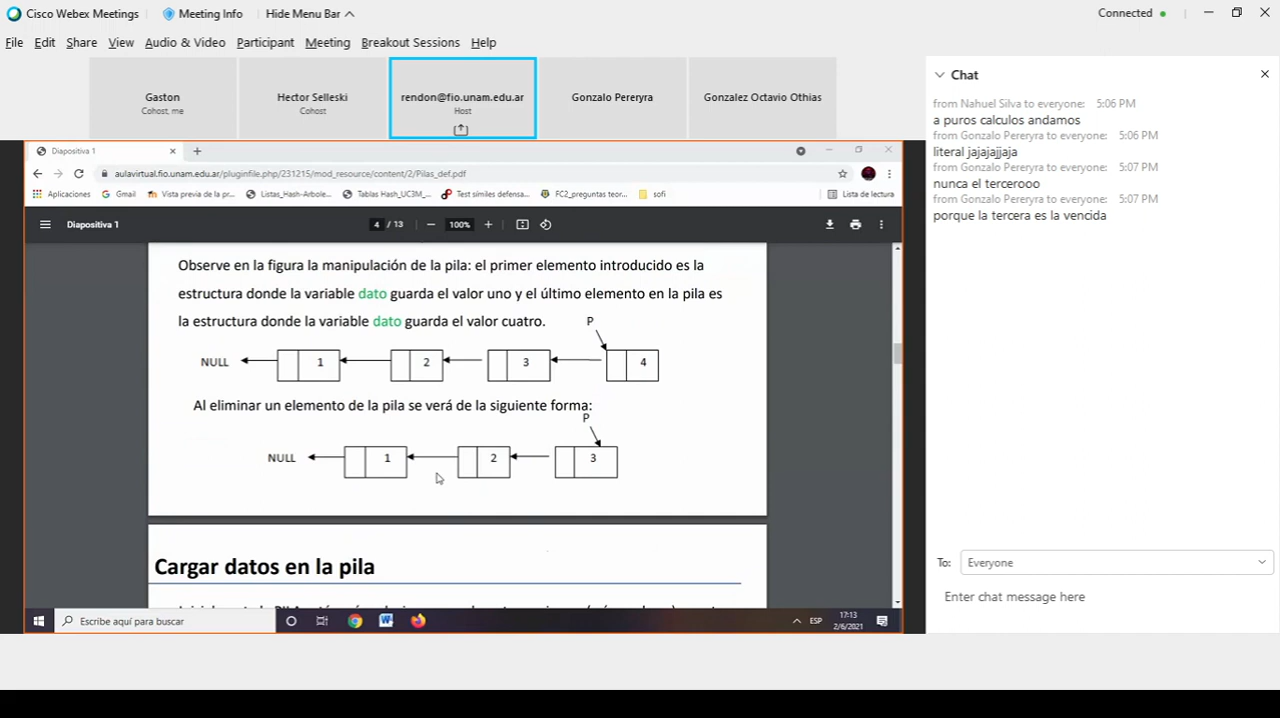 Cisco Webex Meetings
Meeting Info
Hide Menu Bar
Connected
File Edit Share View Audio & Video Participant Meeting Breakout Sessions Help
Gaston
Cohost, me
Hector Selleski
Cohost
rendon@fio.unam.edu.ar
Host
Gonzalo Pereryra
Gonzalez Octavio Othias
Diapositiva 1
aulavirtual.fio.unam.edu.ar/pluginfile.php/231215/mod_resource/content/2/Pilas_def.pdf
Aplicaciones Gmail Vista previa de la pr... Listas_Hash-Arbole... Tablas Hash_UC3M_... Test símiles defensa... FC2_preguntas teor... sofi Lista de lectura
Diapositiva 1 4 / 13 100%
Observe en la figura la manipulación de la pila: el primer elemento introducido es la
estructura donde la variable dato guarda el valor uno y el último elemento en la pila es
la estructura donde la variable dato guarda el valor cuatro.
P
NULL 1 2 3 4
Al eliminar un elemento de la pila se verá de la siguiente forma:
P
NULL 1 2 3
Cargar datos en la pila
Escribe aquí para buscar
ESP
17:13
2/6/2021
Chat
from Nahuel Silva to everyone: 5:06 PM
a puros calculos andamos
from Gonzalo Pereryra to everyone: 5:06 PM
literal jajajajjaja
from Gonzalo Pereryra to everyone: 5:07 PM
nunca el tercerooo
from Gonzalo Pereryra to everyone: 5:07 PM
porque la tercera es la vencida
To: Everyone
Enter chat message here